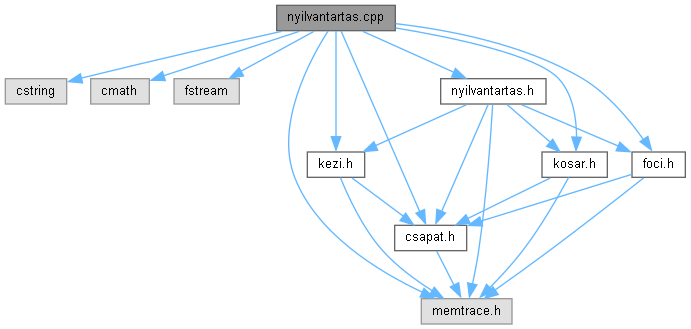 nyilvantartas.cpp
cstring
cmath
fstream
nyilvantartas.h
kezi.h
kosar.h
foci.h
csapat.h
memtrace.h